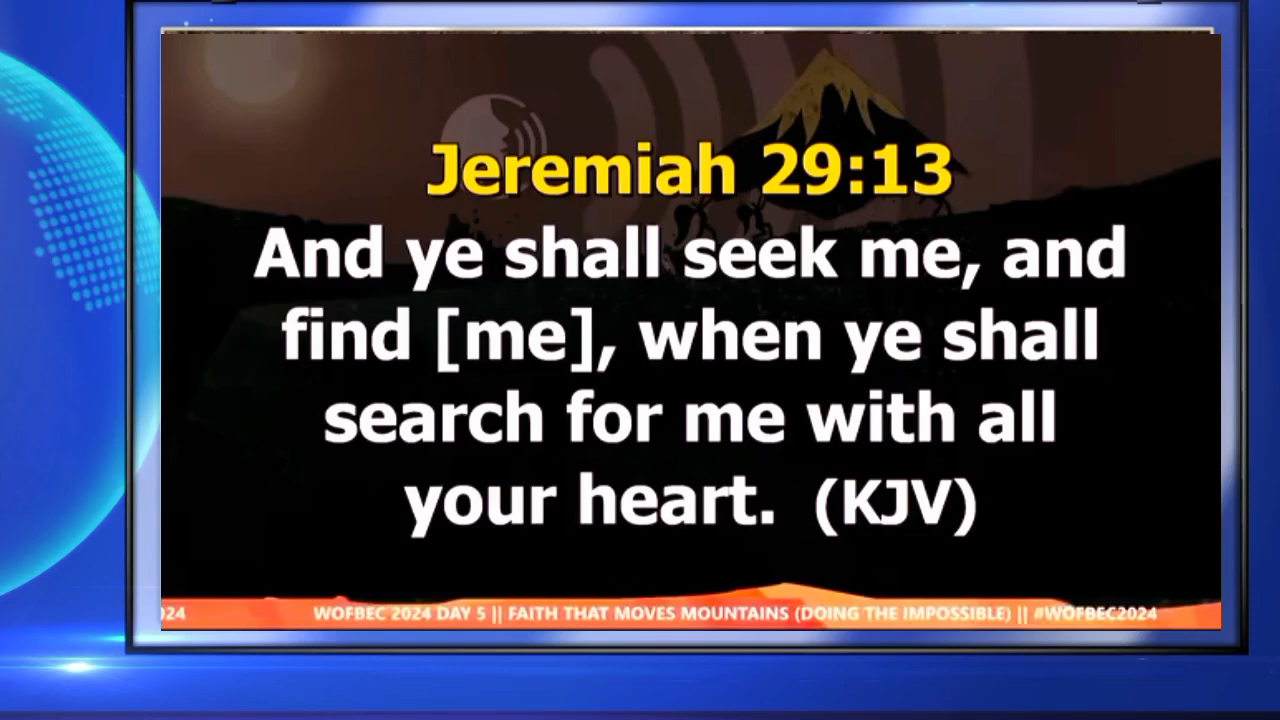 Jeremiah 29:13
And ye shall seek me, and
find [me], when ye shall
search for me with all
your heart. (KJV)
024 WOFBEC 2024 DAY 5 || FAITH THAT MOVES MOUNTAINS (DOING THE IMPOSSIBLE) || #WOFBEC2024